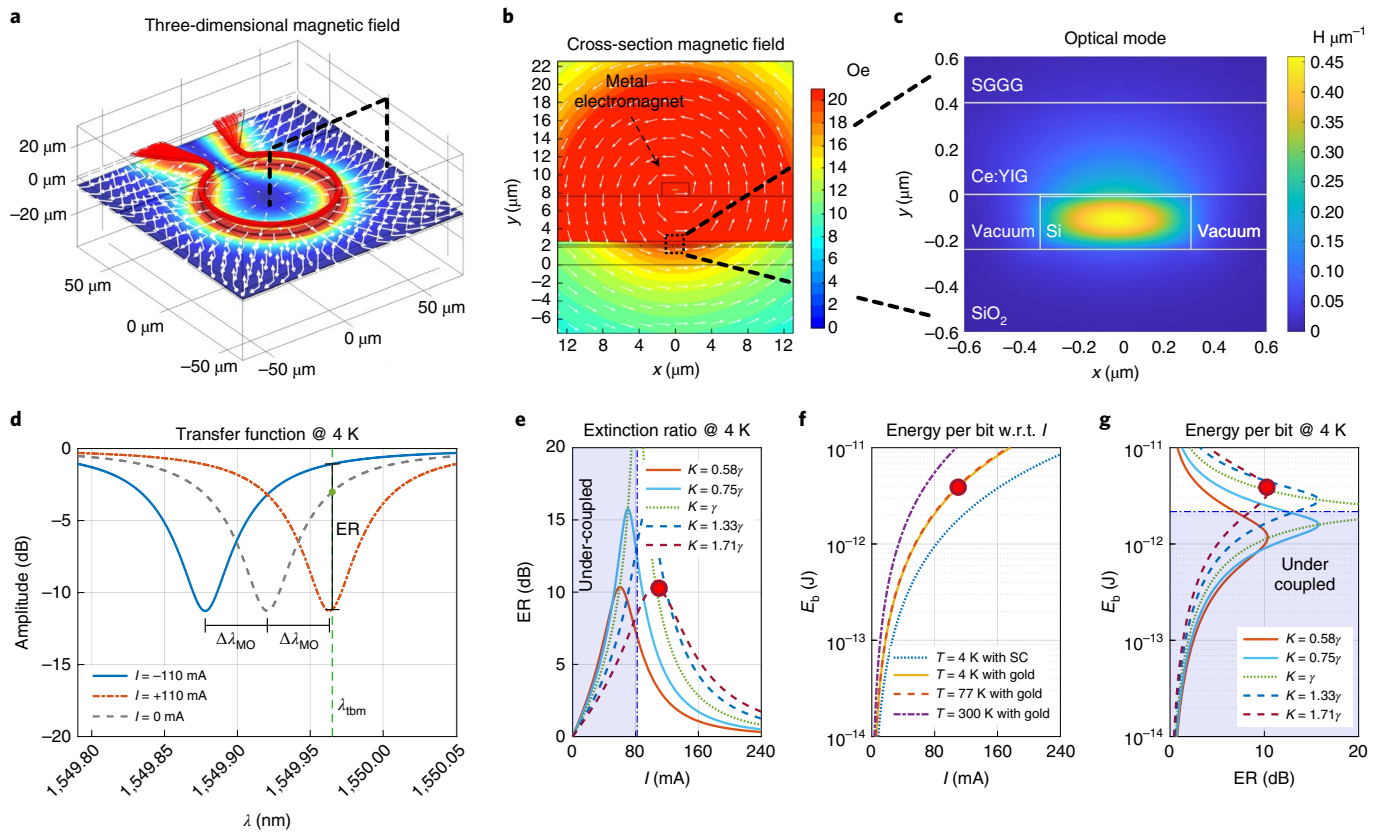 a
Three-dimensional magnetic field
20 μm
0 μm
–20 μm
50 μm
0 μm
–50 μm
–50 μm
0 μm
50 μm
b
Cross-section magnetic field
Oe
Metal
electromagnet
22
20
18
16
14
12
10
8
6
4
2
0
–2
–4
–6
y (μm)
12
8
4
0
4
8
12
x (μm)
20
18
16
14
12
10
8
6
4
2
0
c
Optical mode
H μm⁻¹
SGGG
Ce:YIG
Vacuum
Si
Vacuum
SiO₂
0.6
0.4
0.2
0
–0.2
–0.4
–0.6
y (μm)
–0.6
–0.4
–0.2
0
0.2
0.4
0.6
x (μm)
0.45
0.40
0.35
0.30
0.25
0.20
0.15
0.10
0.05
0
d
Transfer function @ 4 K
0
–5
–10
–15
–20
Amplitude (dB)
ER
Δλ_MO
Δλ_MO
λ_tbm
I = –110 mA
I = +110 mA
I = 0 mA
1,549.80
1,549.85
1,549.90
1,549.95
1,550.00
1,550.05
λ (nm)
e
Extinction ratio @ 4 K
20
15
10
5
0
ER (dB)
Under-coupled
K = 0.58γ
K = 0.75γ
K = γ
K = 1.33γ
K = 1.71γ
0
80
160
240
I (mA)
f
Energy per bit w.r.t. I
10⁻¹¹
10⁻¹²
10⁻¹³
10⁻¹⁴
E_b (J)
T = 4 K with SC
T = 4 K with gold
T = 77 K with gold
T = 300 K with gold
0
80
160
240
I (mA)
g
Energy per bit @ 4 K
10⁻¹¹
10⁻¹²
10⁻¹³
10⁻¹⁴
E_b (J)
Under
coupled
K = 0.58γ
K = 0.75γ
K = γ
K = 1.33γ
K = 1.71γ
0
10
20
ER (dB)